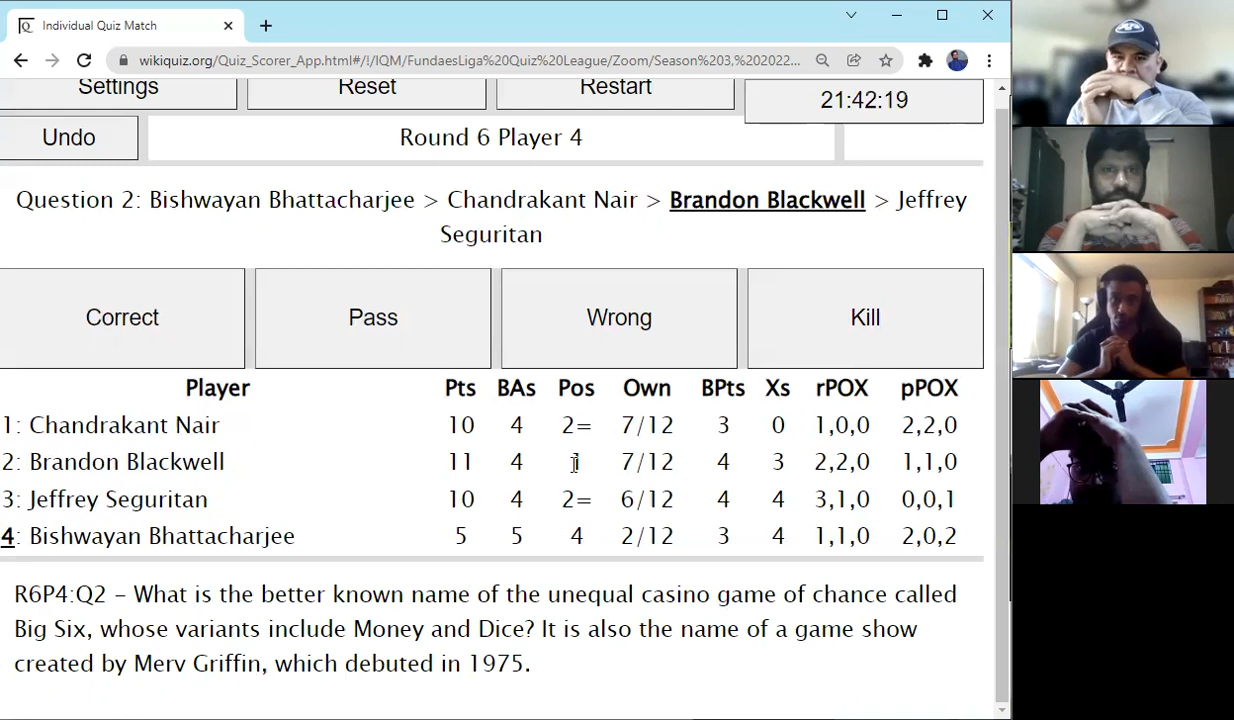 Individual Quiz Match
wikiquiz.org/Quiz_Scorer_App.html#/!/IQM/FundaesLiga%20Quiz%20League/Zoom/Season%203,%202022...
Settings Reset Restart 21:42:19
Undo Round 6 Player 4
Question 2: Bishwayan Bhattacharjee > Chandrakant Nair > Brandon Blackwell > Jeffrey
Seguritan
Correct Pass Wrong Kill
Player Pts BAs Pos Own BPts Xs rPOX pPOX
1: Chandrakant Nair 10 4 2= 7/12 3 0 1,0,0 2,2,0
2: Brandon Blackwell 11 4 1 7/12 4 3 2,2,0 1,1,0
3: Jeffrey Seguritan 10 4 2= 6/12 4 4 3,1,0 0,0,1
4: Bishwayan Bhattacharjee 5 5 4 2/12 3 4 1,1,0 2,0,2
R6P4:Q2 – What is the better known name of the unequal casino game of chance called
Big Six, whose variants include Money and Dice? It is also the name of a game show
created by Merv Griffin, which debuted in 1975.